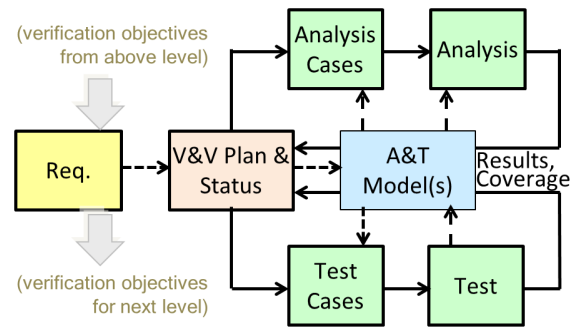 (verification objectives
from above level)
Analysis
Cases
Analysis
Req.
V&V Plan &
Status
A&T
Model(s)
Results,
Coverage
(verification objectives
for next level)
Test
Cases
Test